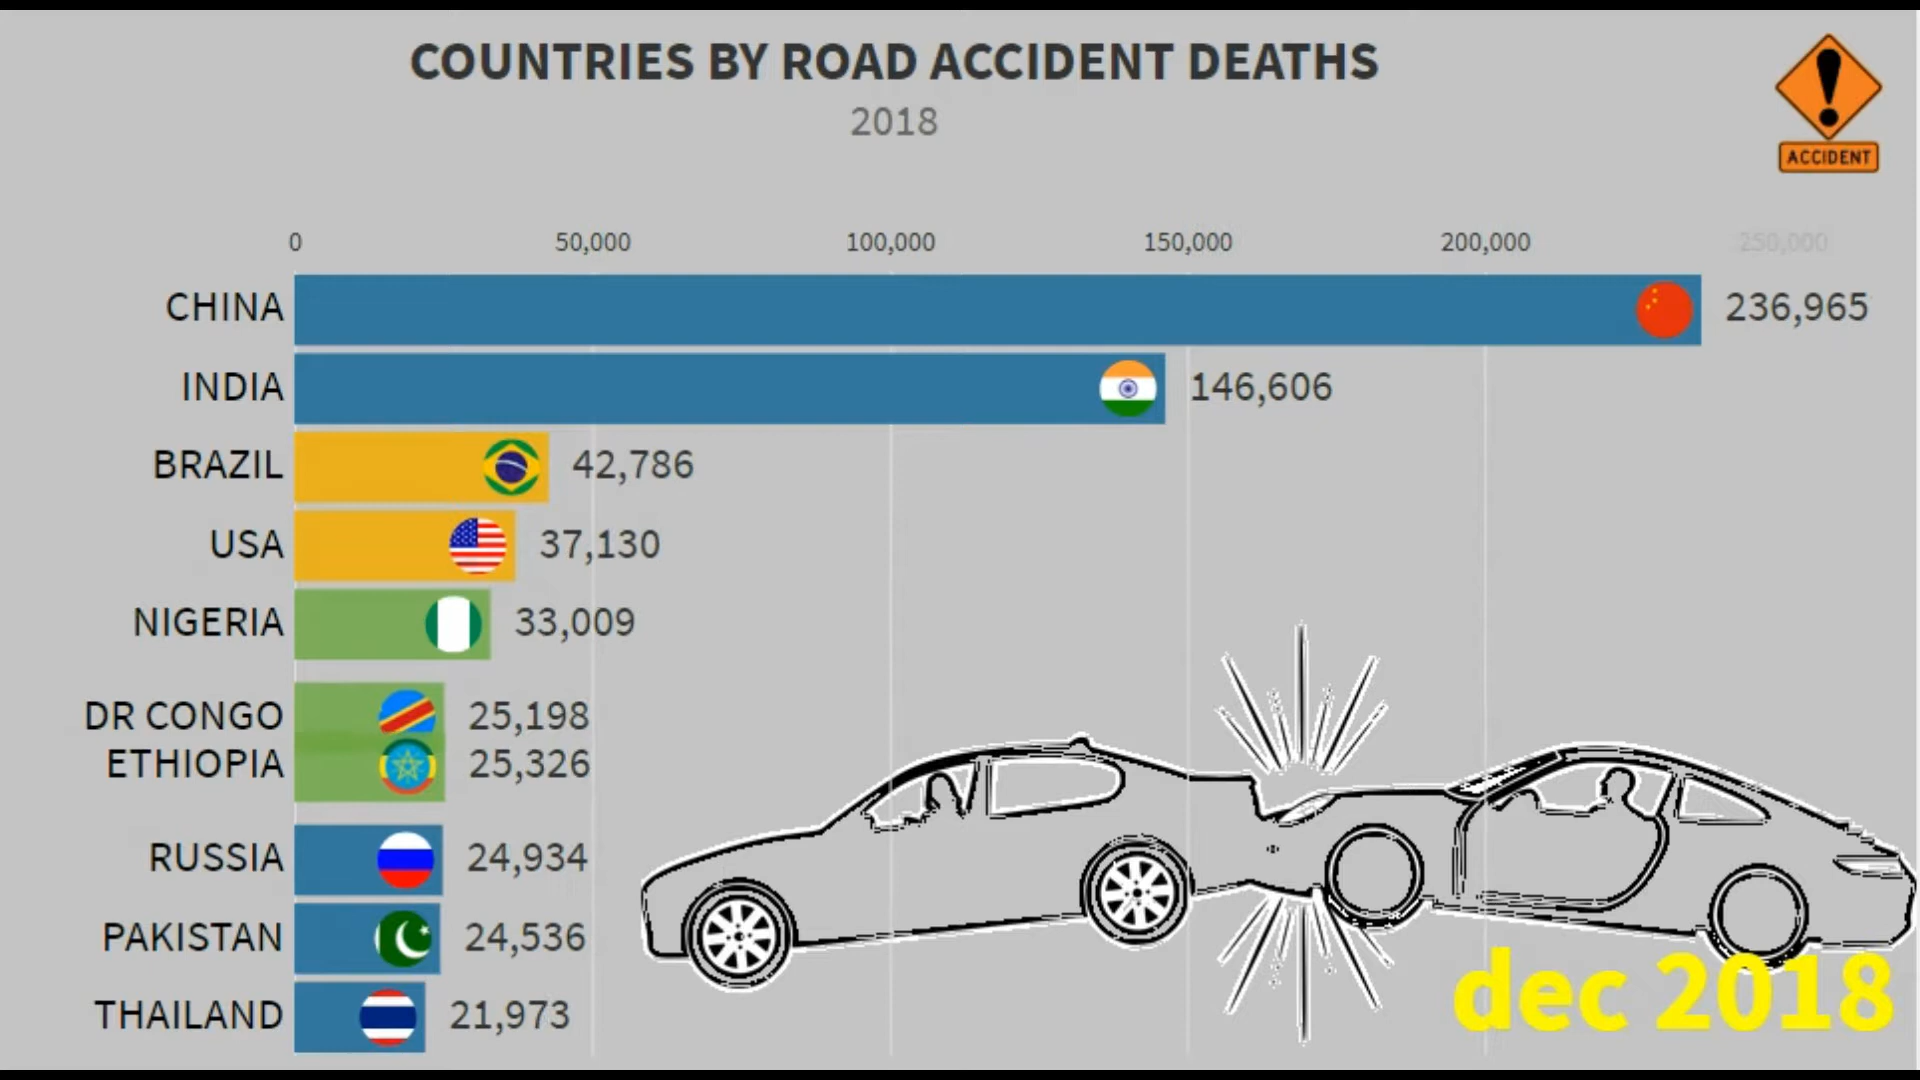 COUNTRIES BY ROAD ACCIDENT DEATHS
2018
ACCIDENT
0 50,000 100,000 150,000 200,000 250,000
CHINA 236,965
INDIA 146,606
BRAZIL 42,786
USA 37,130
NIGERIA 33,009
DR CONGO 25,198
ETHIOPIA 25,326
RUSSIA 24,934
PAKISTAN 24,536
THAILAND 21,973
dec 2018